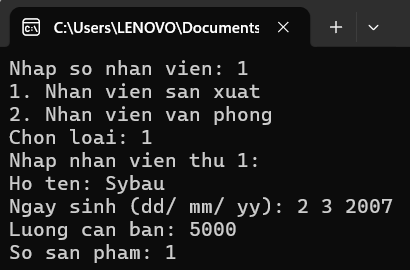 C:\Users\LENOVO\Documents
Nhap so nhan vien: 1
1. Nhan vien san xuat
2. Nhan vien van phong
Chon loai: 1
Nhap nhan vien thu 1:
Ho ten: Sybau
Ngay sinh (dd/ mm/ yy): 2 3 2007
Luong can ban: 5000
So san pham: 1